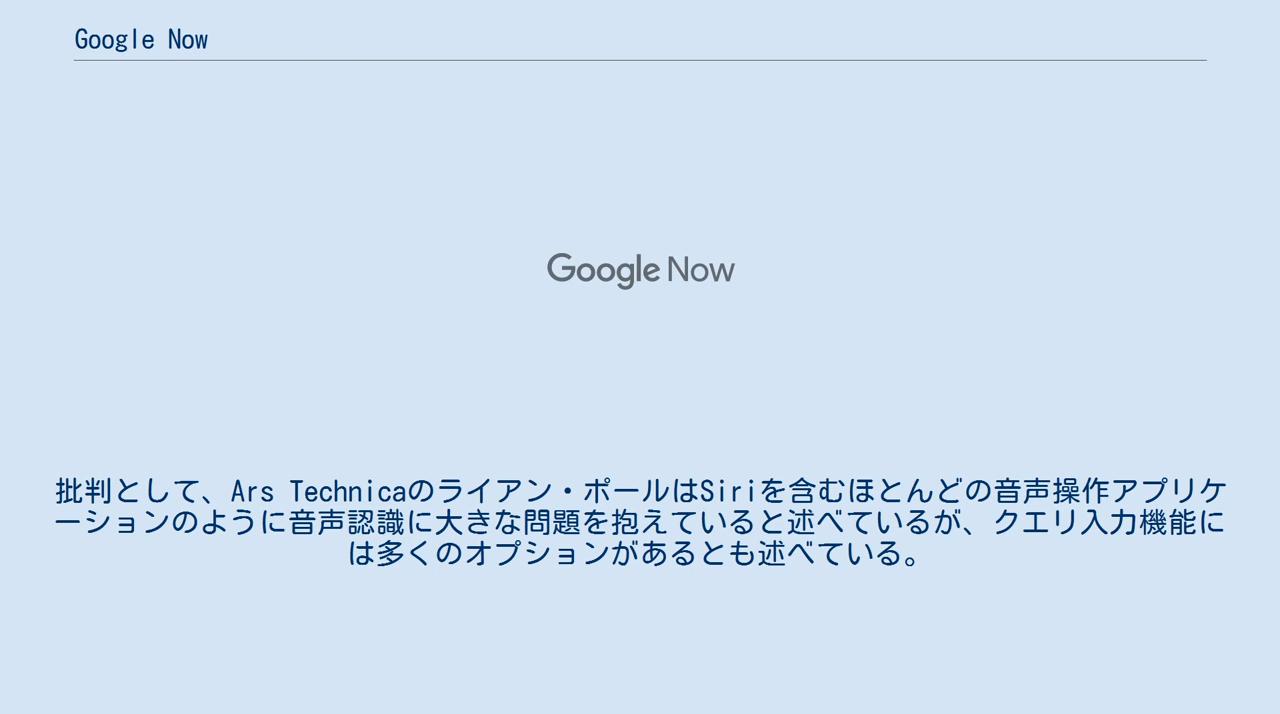 Google Now
Google Now
批判として、Ars Technicaのライアン・ポールはSiriを含むほとんどの音声操作アプリケ
ーションのように音声認識に大きな問題を抱えていると述べているが、クエリ入力機能に
は多くのオプションがあるとも述べている。